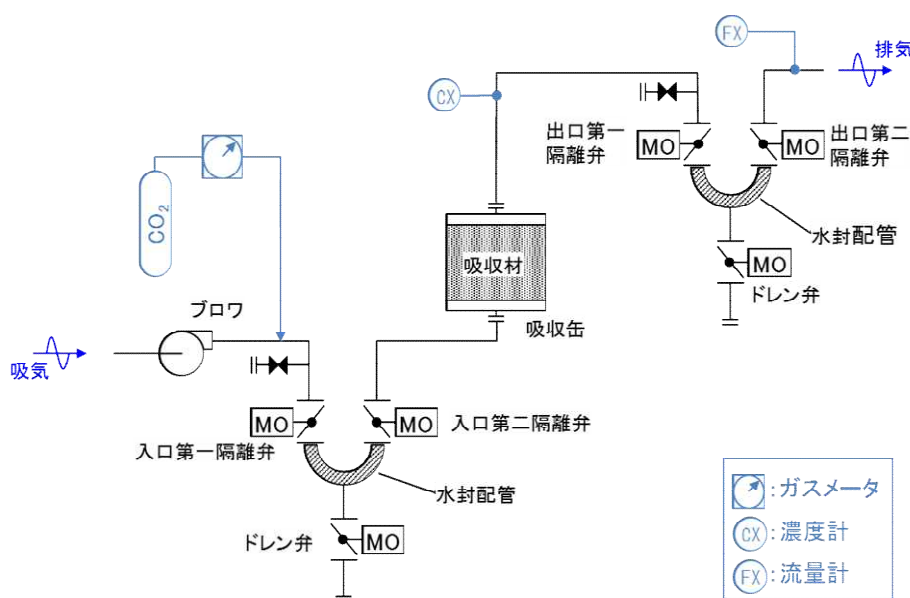 FX
排気
CX
出口第一
隔離弁
MO
MO
出口第二
隔離弁
水封配管
MO
ドレン弁
CO₂
吸収材
吸収缶
ブロワ
吸気
MO
MO
入口第二隔離弁
入口第一隔離弁
水封配管
ドレン弁
MO
:ガスメータ
CX:濃度計
FX:流量計